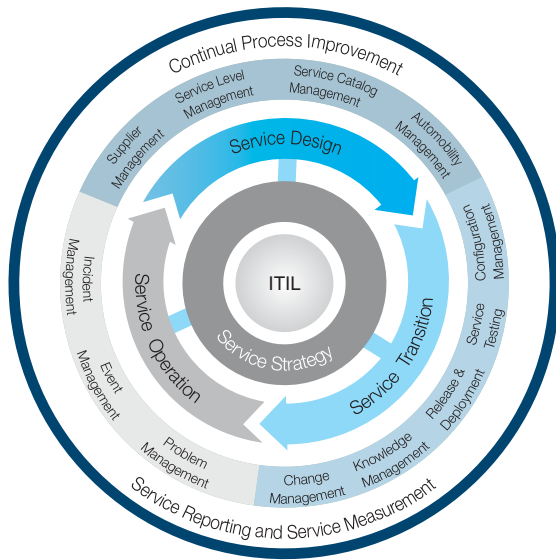 Continual Process Improvement
Supplier
Management
Service Level
Management
Service Catalog
Management
Automobility
Management
Configuration
Management
Service
Testing
Release &
Deployment
Knowledge
Management
Change
Management
Problem
Management
Event
Management
Incident
Management
Service Design
Service Transition
Service Operation
Service Strategy
ITIL
Service Reporting and Service Measurement